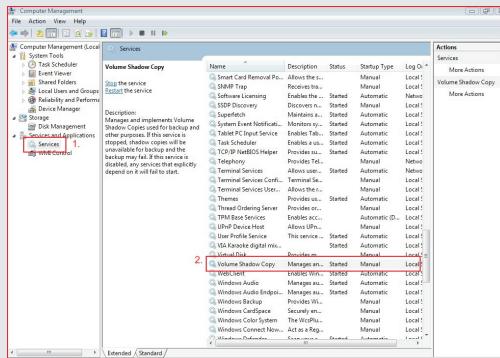 Computer Management
File Action View Help
Computer Management (Local
System Tools
Task Scheduler
Event Viewer
Shared Folders
Local Users and Groups
Reliability and Performa
Device Manager
Storage
Disk Management
Services and Applications
Services 1.
WMI Control
Services
Volume Shadow Copy
Stop the service
Restart the service
Description:
Manages and implements Volume
Shadow Copies used for backup and
other purposes. If this service is
stopped, shadow copies will be
unavailable for backup and the
backup may fail. If this service is
disabled, any services that explicitly
depend on it will fail to start.
Name Description Status Startup Type Log On
Smart Card Removal Po... Allows the s... Manual Local S
SNMP Trap Receives tra... Manual Local S
Software Licensing Enables the ... Started Automatic Netwo
SSDP Discovery Discovers n... Started Manual Local S
Superfetch Maintains a... Started Automatic Local S
System Event Notificati... Monitors sy... Started Automatic Local S
Tablet PC Input Service Enables Tab... Started Automatic Local S
Task Scheduler Enables a us... Started Automatic Local S
TCP/IP NetBIOS Helper Provides su... Started Automatic Local S
Telephony Provides Tel... Manual Netwo
Terminal Services Allows user... Started Automatic Netwo
Terminal Services Confi... Terminal Se... Manual Local S
Terminal Services User... Allows the r... Manual Local S
Themes Provides us... Started Automatic Local S
Thread Ordering Server Provides or... Manual Local S
TPM Base Services Enables acc... Automatic (D... Local S
UPnP Device Host Allows UPn... Manual Local S
User Profile Service This service ... Started Automatic Local S
VIA Karaoke digital mix... Started Automatic Local S
Virtual Disk Provides m... Manual Local S
2. Volume Shadow Copy Manages an... Started Manual Local S
WebClient Enables Win... Started Automatic Local S
Windows Audio Manages au... Started Automatic Local S
Windows Audio Endpoi... Manages au... Started Automatic Local S
Windows Backup Provides Wi... Manual Local S
Windows CardSpace Securely en... Manual Local S
Windows Color System The WcsPlu... Manual Local S
Windows Connect Now... Act as a Reg... Manual Local S
Extended Standard
Actions
Services
More Actions
Volume Shadow Copy
More Actions